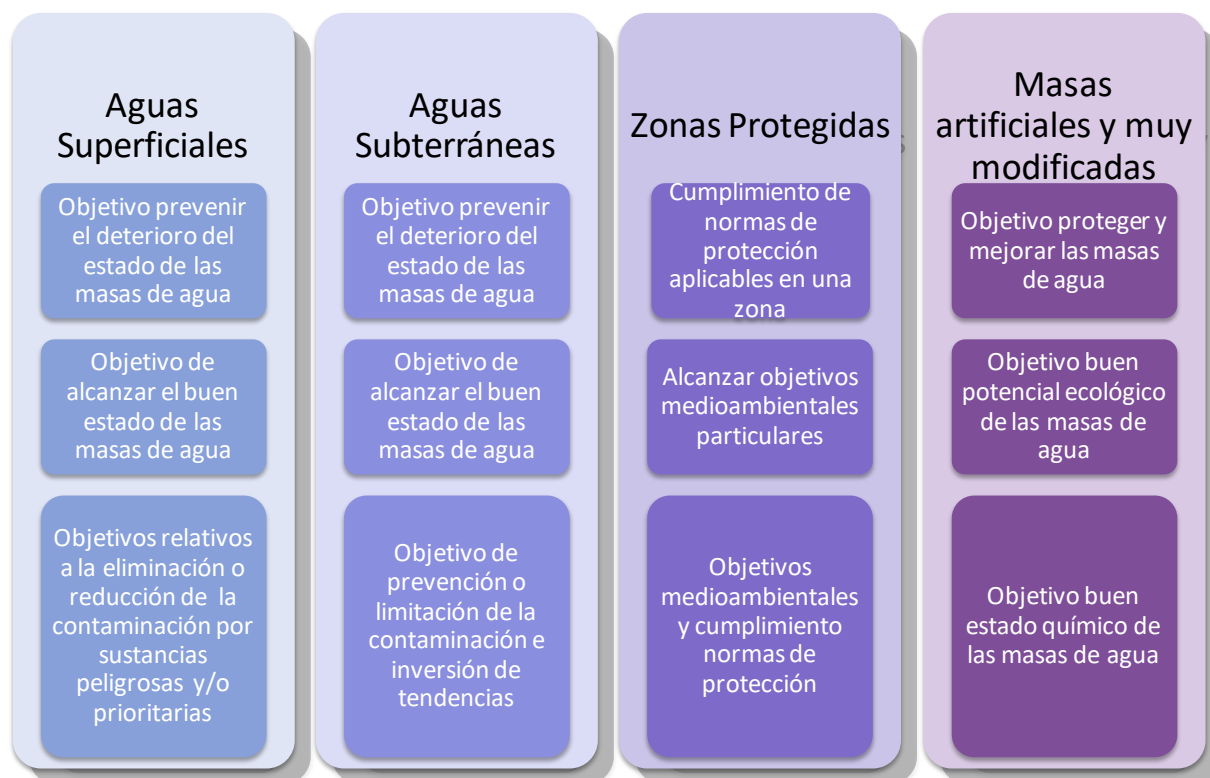 Aguas
Superficiales
Objetivo prevenir
el deterioro del
estado de las
masas de agua
Objetivo de
alcanzar el buen
estado de las
masas de agua
Objetivos relativos
a la eliminación o
reducción de la
contaminación por
sustancias
peligrosas y/o
prioritarias
Aguas
Subterráneas
Objetivo prevenir
el deterioro del
estado de las
masas de agua
Objetivo de
alcanzar el buen
estado de las
masas de agua
Objetivo de
prevención o
limitación de la
contaminación e
inversión de
tendencias
Zonas Protegidas
Cumplimiento de
normas de
protección
aplicables en una
zona
Alcanzar objetivos
medioambientales
particulares
Objetivos
medioambientales
y cumplimiento
normas de
protección
Masas
artificiales y muy
modificadas
Objetivo proteger y
mejorar las masas
de agua
Objetivo buen
potencial ecológico
de las masas de
agua
Objetivo buen
estado químico de
las masas de agua